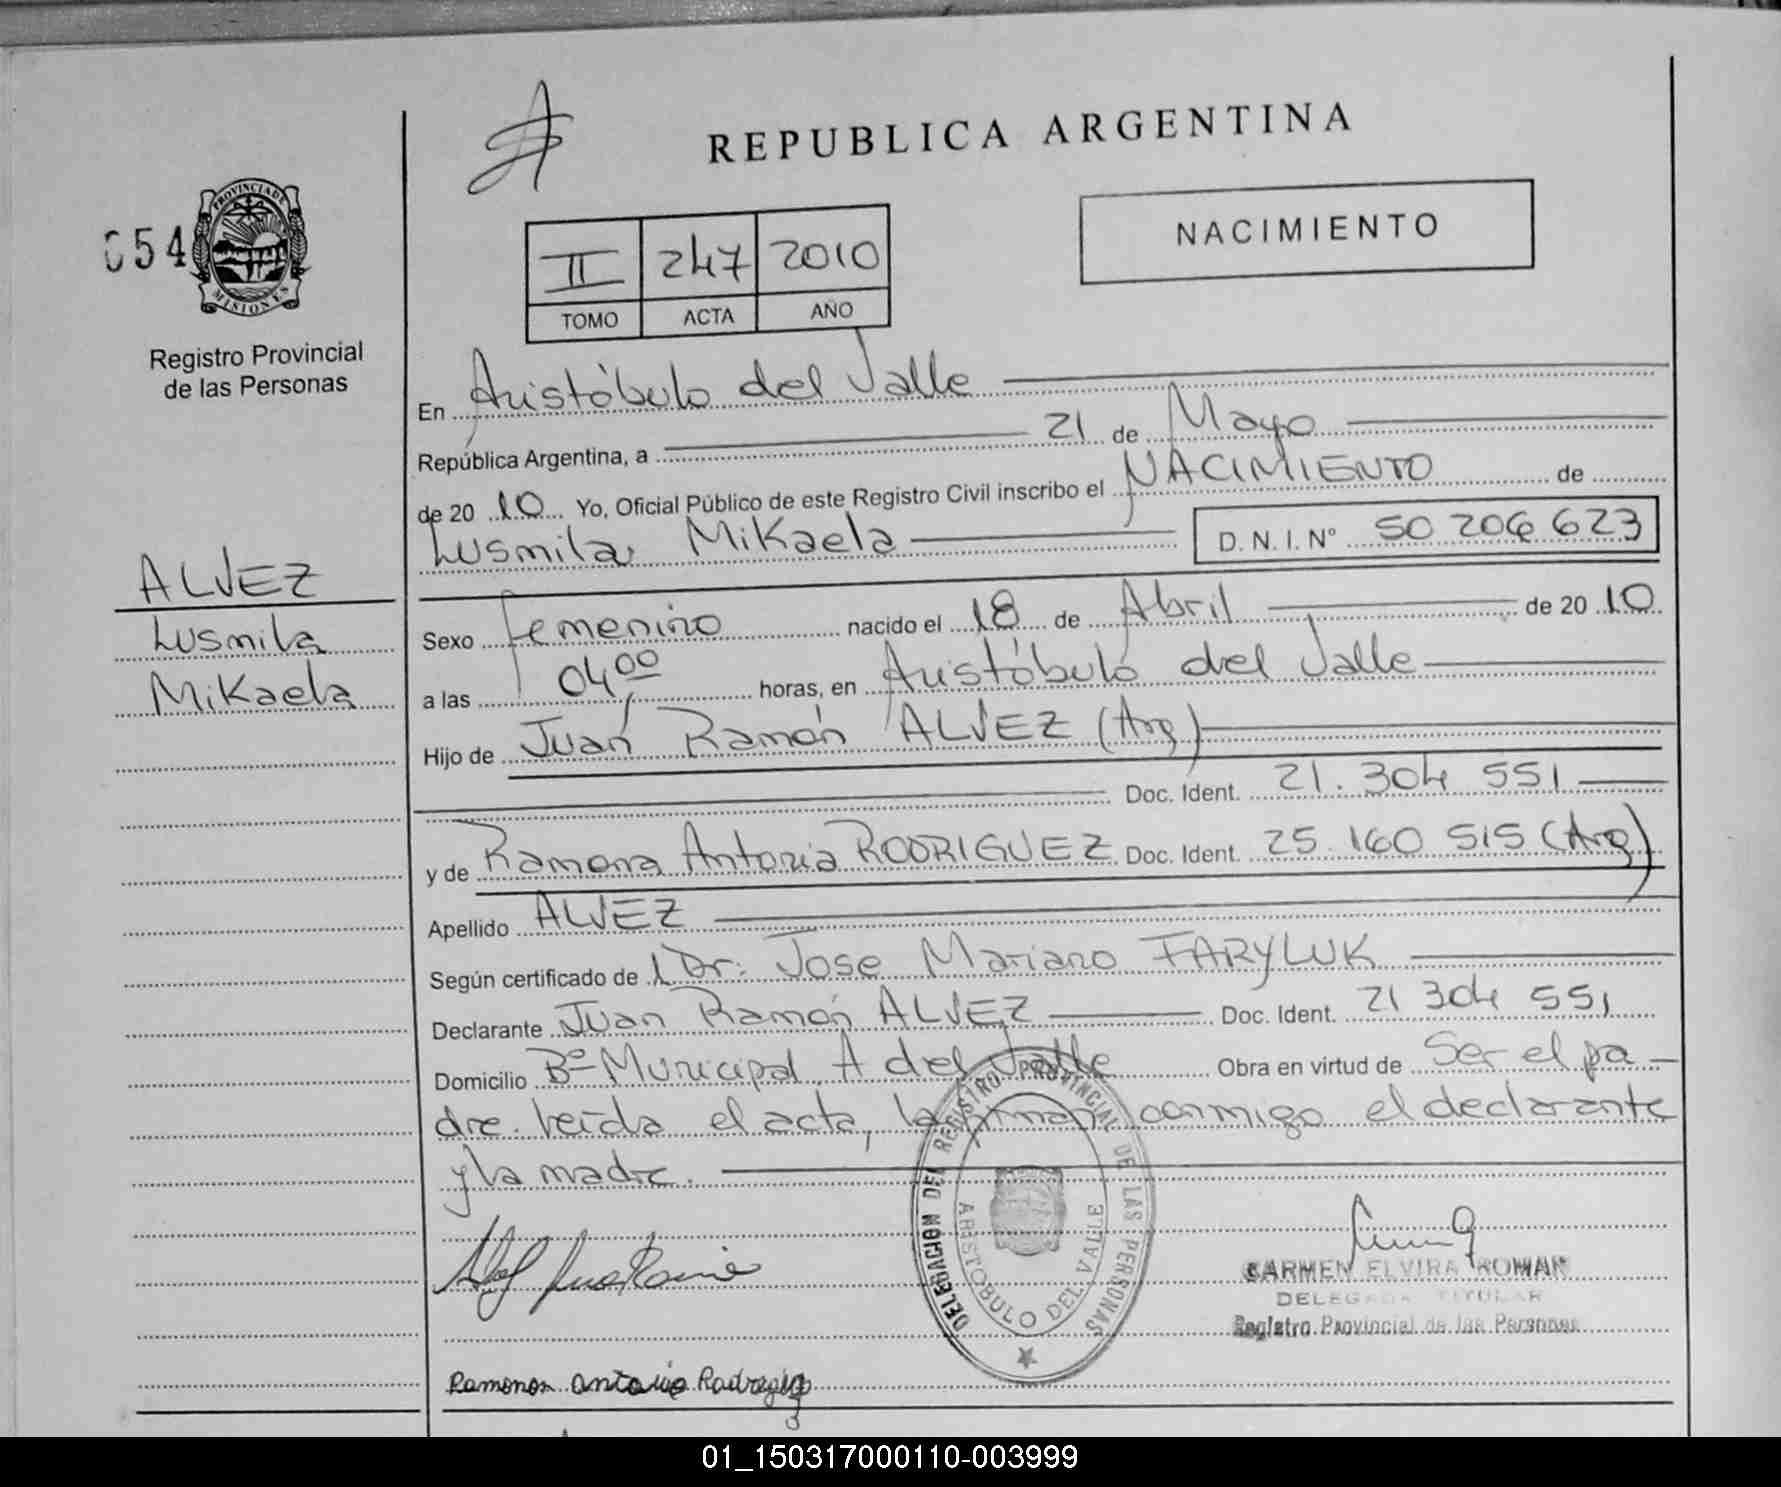 REPUBLICA ARGENTINA
054
PROVINCIA DE
MISIONES
Registro Provincial
de las Personas
II 247 2010
TOMO ACTA AÑO
NACIMIENTO
En Aristóbulo del Valle
República Argentina, a 21 de Mayo
de 20 10 Yo, Oficial Público de este Registro Civil inscribo el NACIMIENTO de
Lusmila Mikaela D.N.I. Nº 50 206 623
ALVEZ
Lusmila
Mikaela
Sexo femenino nacido el 18 de Abril de 20 10
a las 04,00 horas, en Aristóbulo del Valle
Hijo de Juan Ramón ALVEZ (Arg)
Doc. Ident. 21.304 551
y de Ramona Antonia RODRIGUEZ Doc. Ident. 25.160 515 (Arg)
Apellido ALVEZ
Según certificado de l Dr: Jose Mariano FARYLUK
Declarante Juan Ramón ALVEZ Doc. Ident. 21 304 551
Domicilio Bº Municipal, A del Valle Obra en virtud de Ser el pa-
dre. Leída el acta, la firman conmigo el declarante
y la madre.
DELEGACION DEL REGISTRO PROVINCIAL DE LAS PERSONAS
ARISTOBULO DEL VALLE
CARMEN ELVIRA ROMAN
DELEGADA TITULAR
Registro Provincial de las Personas
Ramona Antonia Rodrigez
01_150317000110-003999